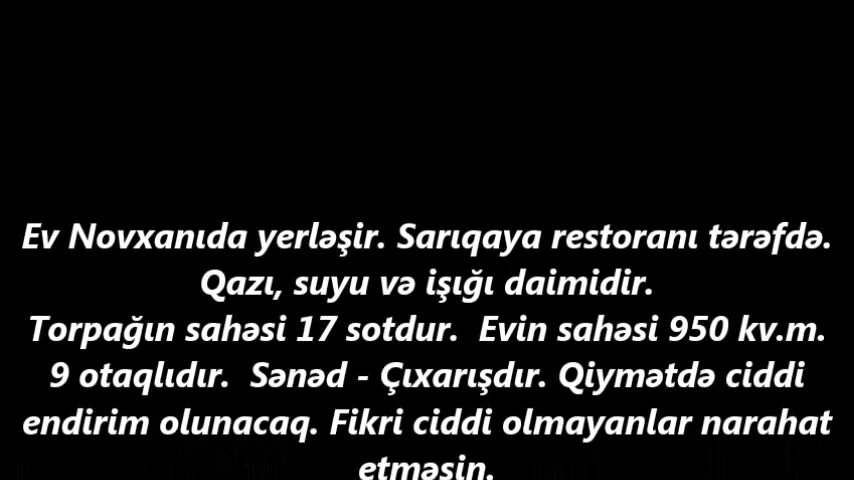 Ev Novxanıda yerləşir. Sarıqaya restoranı tərəfdə.
Qazı, suyu və işığı daimidir.
Torpağın sahəsi 17 sotdur.  Evin sahəsi 950 kv.m.
9 otaqlıdır.  Sənəd - Çıxarışdır. Qiymətdə ciddi
endirim olunacaq. Fikri ciddi olmayanlar narahat
etməsin.